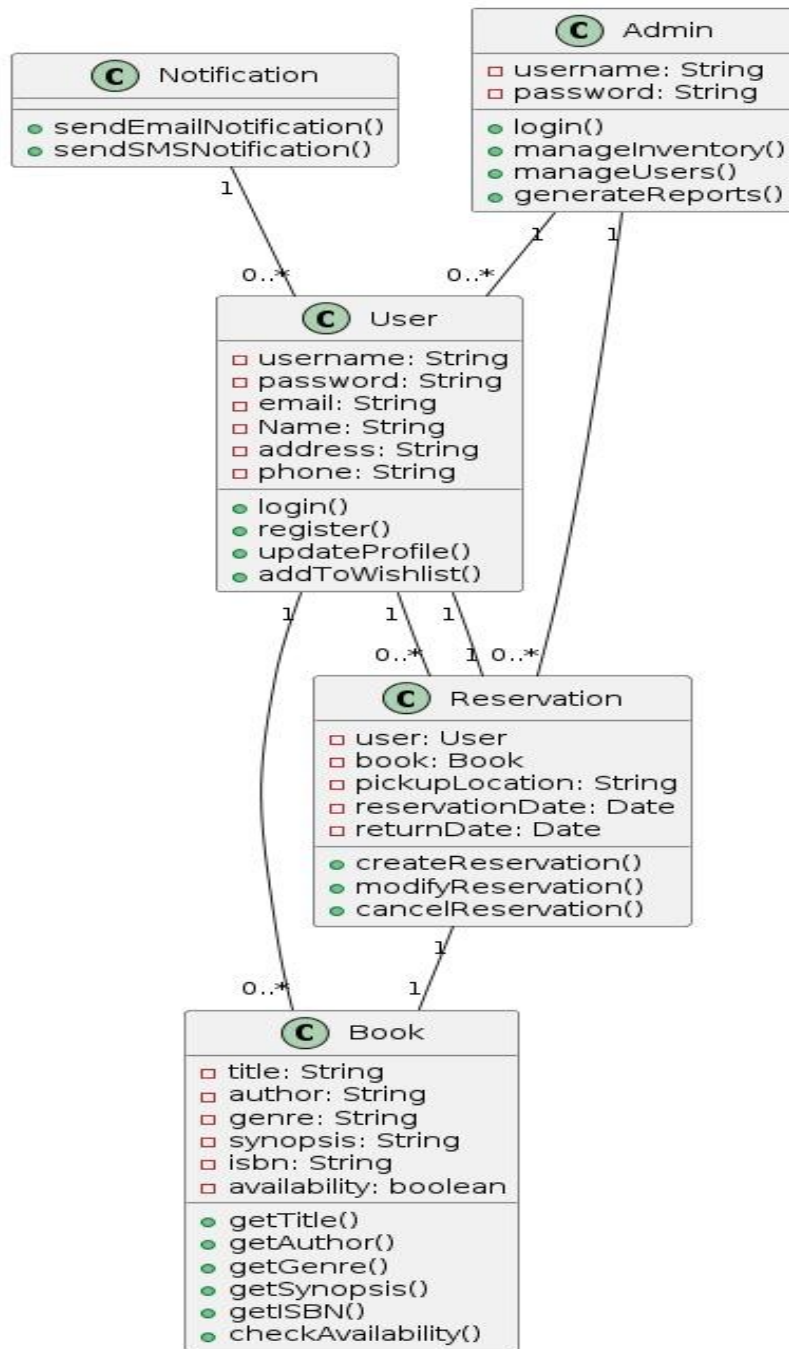 C Notification
sendEmailNotification()
sendSMSNotification()
C Admin
username: String
password: String
login()
manageInventory()
manageUsers()
generateReports()
1
1
1
0..*
0..*
C User
username: String
password: String
email: String
Name: String
address: String
phone: String
login()
register()
updateProfile()
addToWishlist()
1
1
1
0..*
1
0..*
C Reservation
user: User
book: Book
pickupLocation: String
reservationDate: Date
returnDate: Date
createReservation()
modifyReservation()
cancelReservation()
1
0..*
1
C Book
title: String
author: String
genre: String
synopsis: String
isbn: String
availability: boolean
getTitle()
getAuthor()
getGenre()
getSynopsis()
getISBN()
checkAvailability()